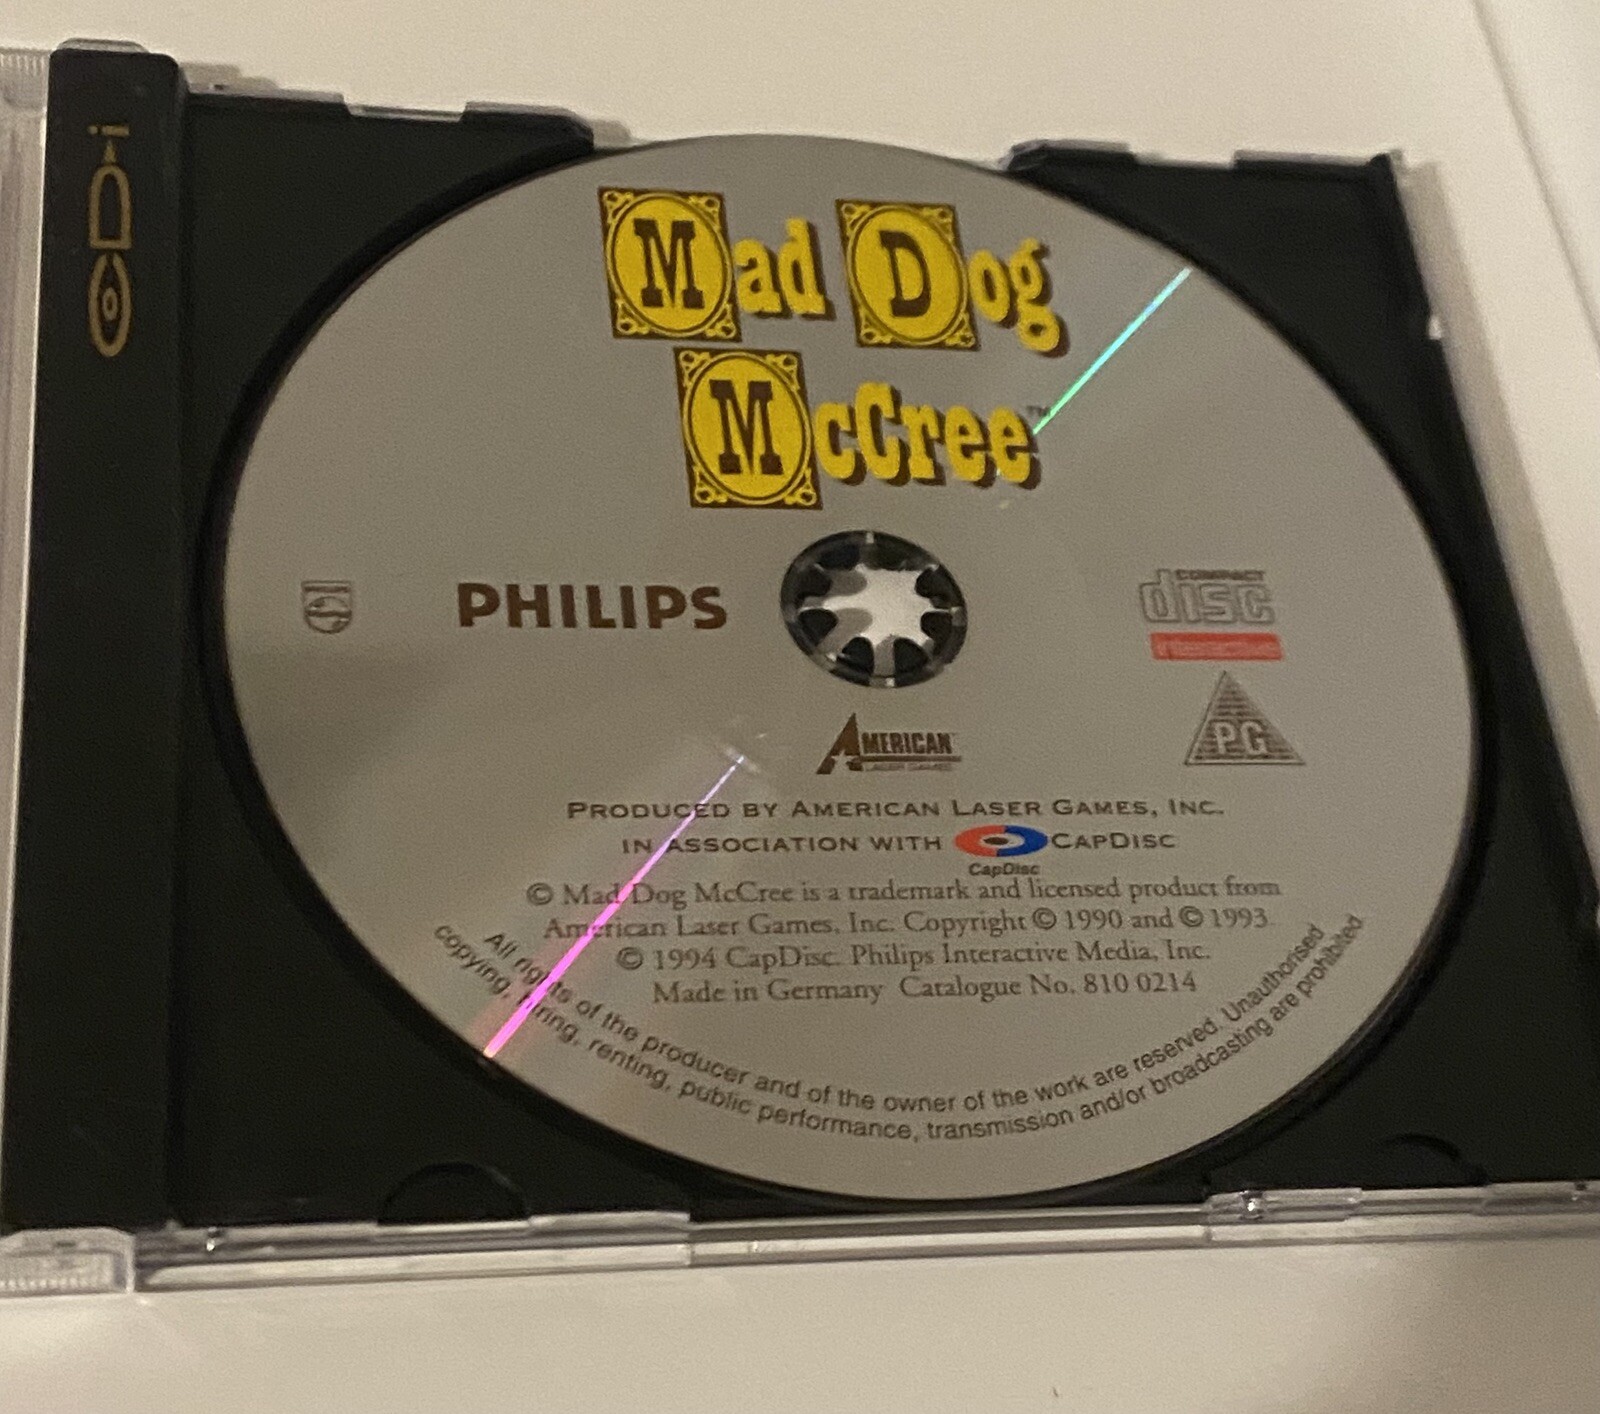 CD-i
Mad Dog
McCree™
PHILIPS
COMPACT
disc
Interactive
PG
AMERICAN
LASER GAMES
PRODUCED BY AMERICAN LASER GAMES, INC.
IN ASSOCIATION WITH CAPDISC
CapDisc
© Mad Dog McCree is a trademark and licensed product from
American Laser Games, Inc. Copyright © 1990 and © 1993
© 1994 CapDisc. Philips Interactive Media, Inc.
Made in Germany Catalogue No. 810 0214
All rights of the producer and of the owner of the work are reserved. Unauthorised
copying, hiring, renting, public performance, transmission and/or broadcasting are prohibited